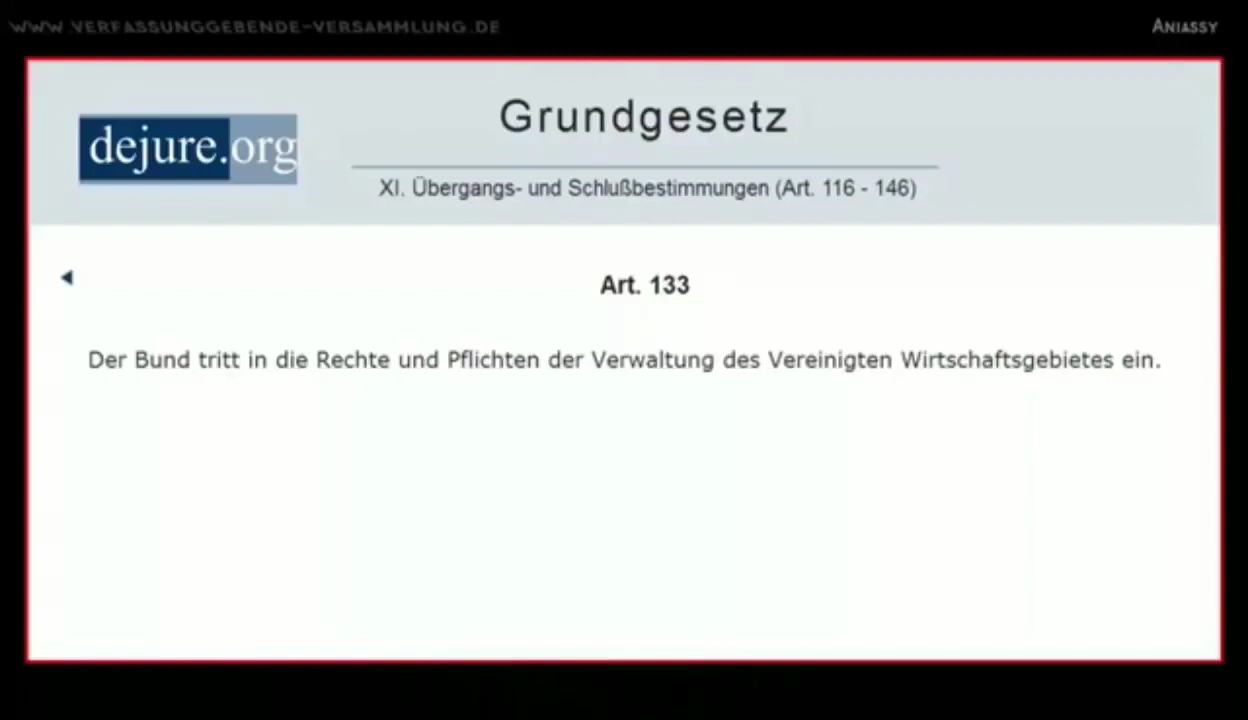 WWW.VERFASSUNGGEBENDE-VERSAMMLUNG.DE
ANIASSY
dejure.org
Grundgesetz
XI. Übergangs- und Schlußbestimmungen (Art. 116 - 146)
Art. 133
Der Bund tritt in die Rechte und Pflichten der Verwaltung des Vereinigten Wirtschaftsgebietes ein.